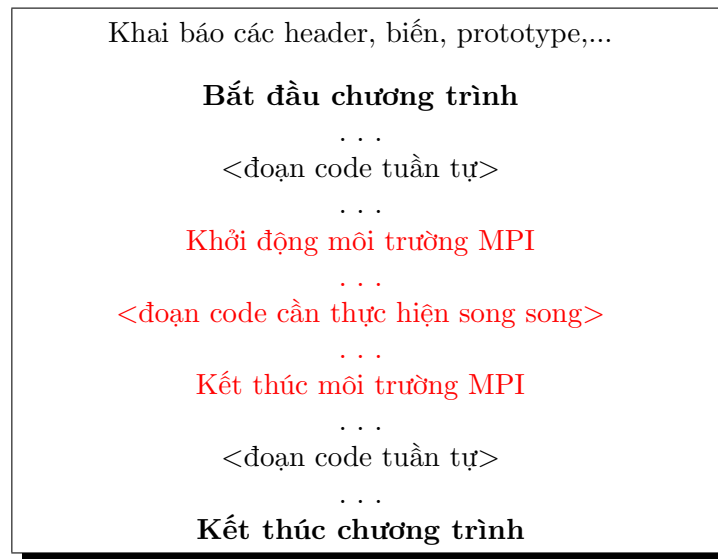 Khai báo các header, biến, prototype,...
Bắt đầu chương trình
. . .
<đoạn code tuần tự>
. . .
Khởi động môi trường MPI
. . .
<đoạn code cần thực hiện song song>
. . .
Kết thúc môi trường MPI
. . .
<đoạn code tuần tự>
. . .
Kết thúc chương trình